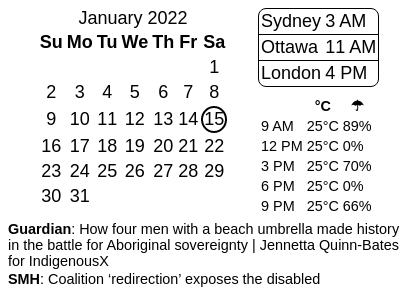 January 2022
Su Mo Tu We Th Fr Sa
1
2 3 4 5 6 7 8
9 10 11 12 13 14 15
16 17 18 19 20 21 22
23 24 25 26 27 28 29
30 31
Sydney 3 AM
Ottawa 11 AM
London 4 PM
°C ☂
9 AM 25°C 89%
12 PM 25°C 0%
3 PM 25°C 70%
6 PM 25°C 0%
9 PM 25°C 66%
Guardian: How four men with a beach umbrella made history
in the battle for Aboriginal sovereignty | Jennetta Quinn-Bates
for IndigenousX
SMH: Coalition ‘redirection’ exposes the disabled